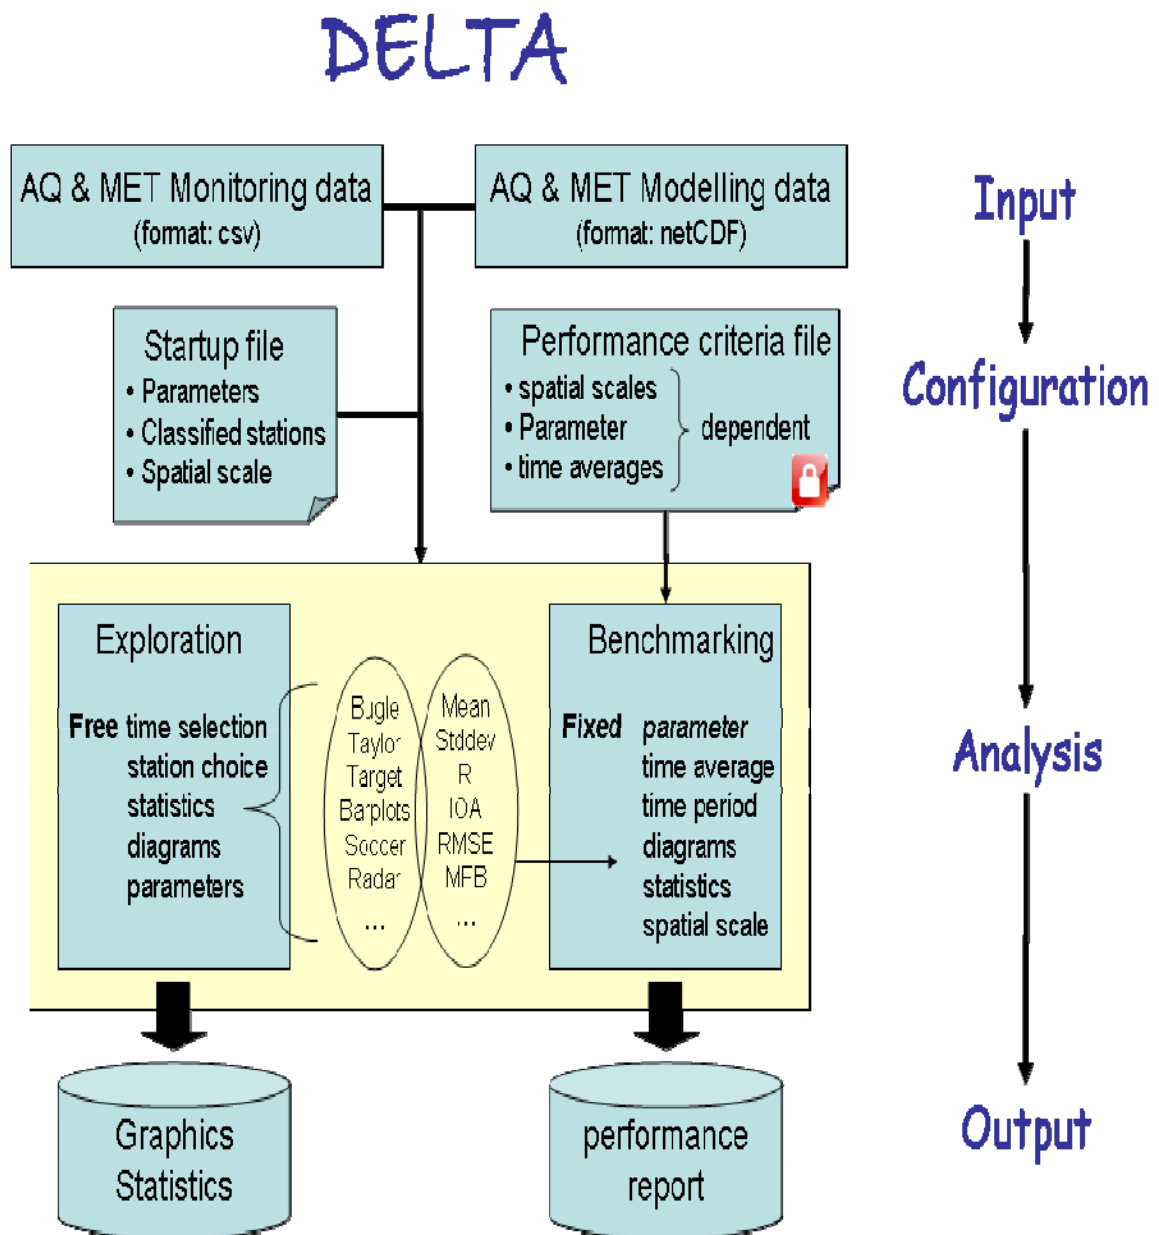 DELTA
AQ & MET Monitoring data
(format: csv)
AQ & MET Modelling data
(format: netCDF)
Input
Startup file
• Parameters
• Classified stations
• Spatial scale
Performance criteria file
• spatial scales
• Parameter
• time averages
dependent
Configuration
Exploration
Free time selection
station choice
statistics
diagrams
parameters
Bugle
Taylor
Target
Barplots
Soccer
Radar
...
Mean
Stddev
R
IOA
RMSE
MFB
...
Benchmarking
Fixed parameter
time average
time period
diagrams
statistics
spatial scale
Analysis
Graphics
Statistics
performance
report
Output